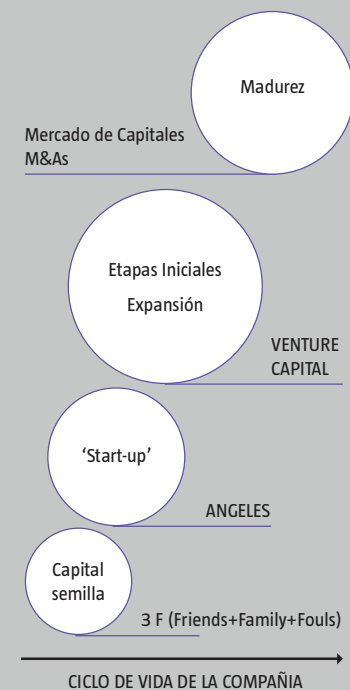 Madurez
Mercado de Capitales
M&As
Etapas Iniciales
Expansión
VENTURE
CAPITAL
'Start-up'
ANGELES
Capital
semilla
3 F (Friends+Family+Fouls)
CICLO DE VIDA DE LA COMPAÑIA